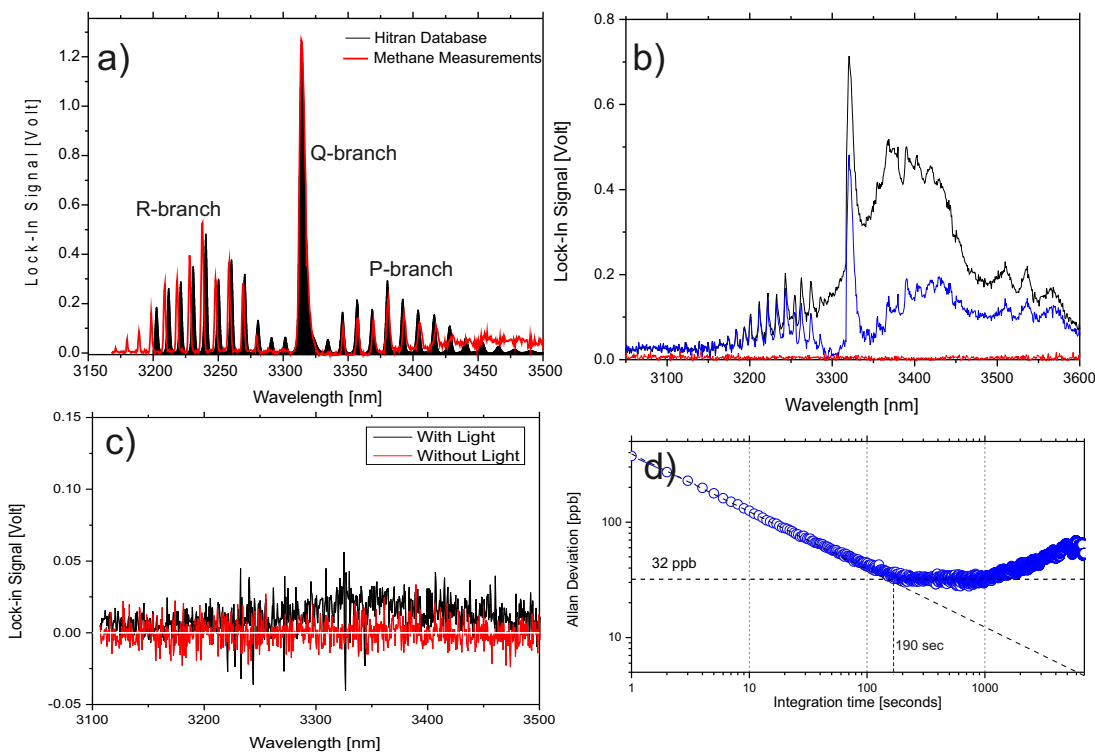 a)
Hitran Database
Methane Measurements
R-branch
Q-branch
P-branch
Lock-In Signal [Volt]
0.0
0.2
0.4
0.6
0.8
1.0
1.2
3150 3200 3250 3300 3350 3400 3450 3500
Wavelength [nm]
b)
Lock-In Signal [Volt]
0.8
0.6
0.4
0.2
0.0
3100 3200 3300 3400 3500 3600
Wavelength [nm]
c)
With Light
Without Light
Lock-in Signal [Volt]
0.15
0.10
0.05
0.00
-0.05
3100 3200 3300 3400 3500
Wavelength [nm]
d)
Allan Deviation [ppb]
100
10
32 ppb
190 sec
1 10 100 1000
Integration time [seconds]